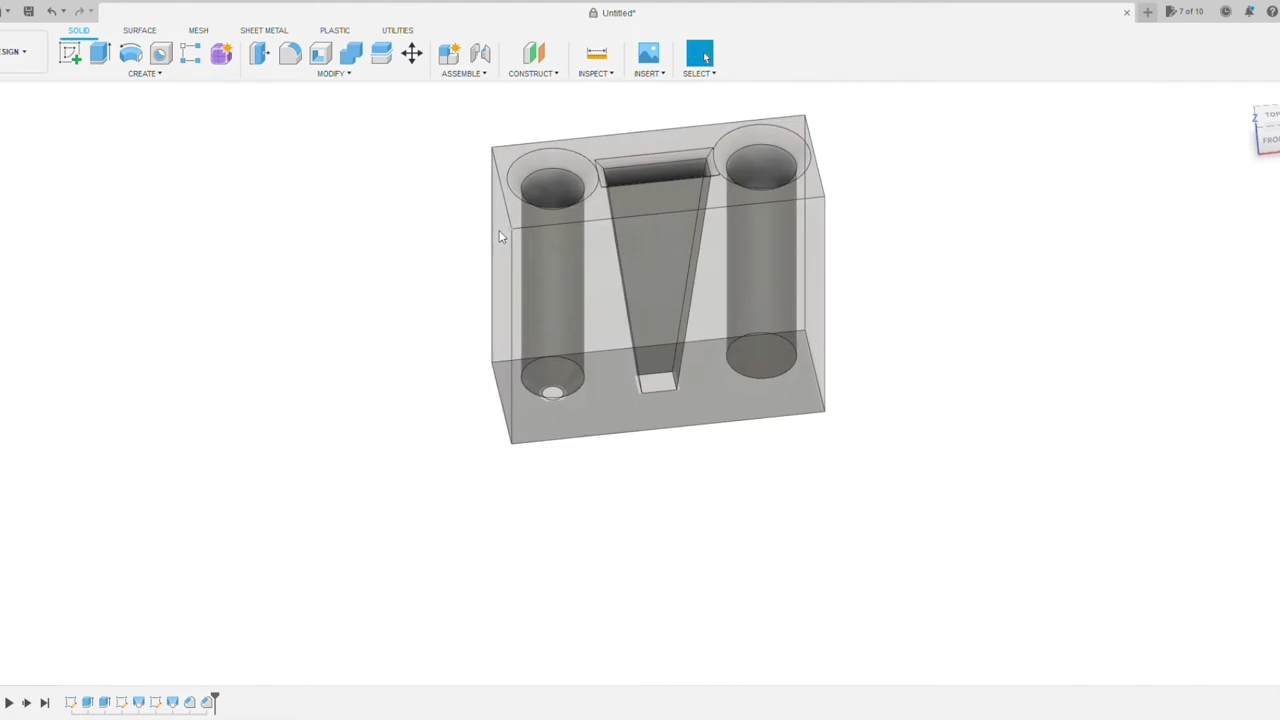 Untitled*
7 of 10
SOLID
SURFACE
MESH
SHEET METAL
PLASTIC
UTILITIES
ESIGN
CREATE
MODIFY
ASSEMBLE
CONSTRUCT
INSPECT
INSERT
SELECT
Z
TOP
FRO